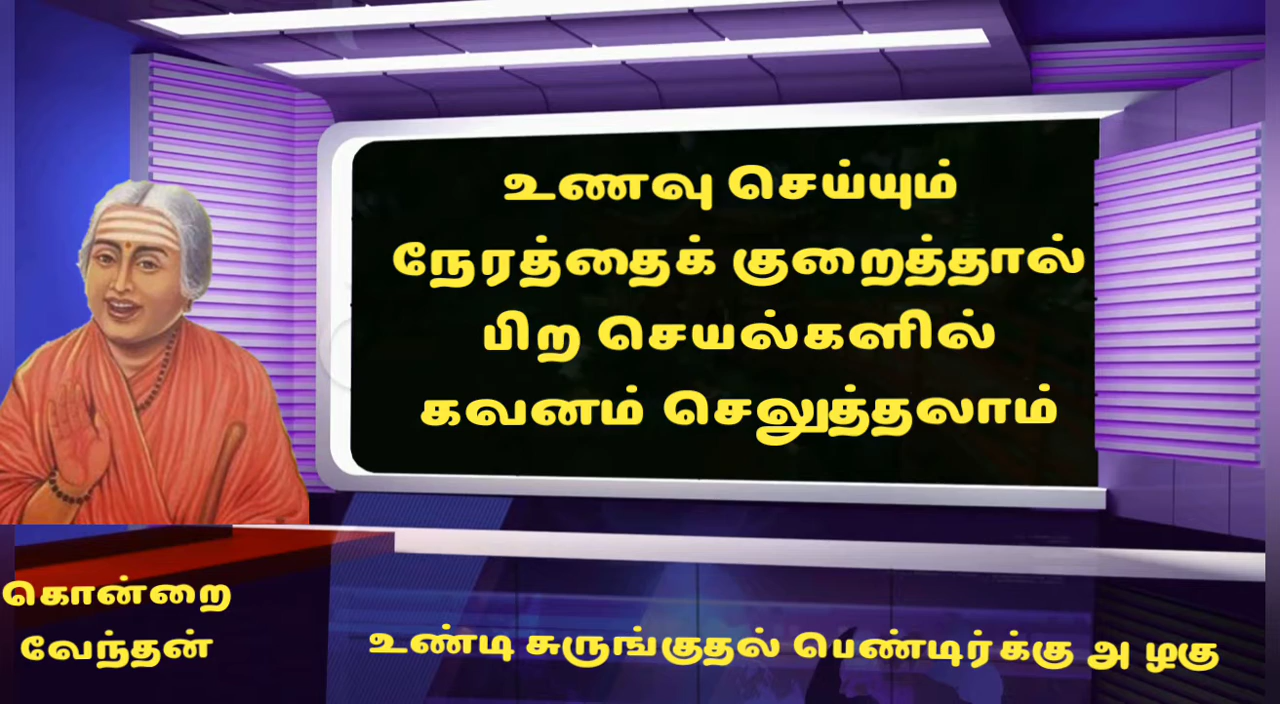 உணவு செய்யும்
நேரத்தைக் குறைத்தால்
பிற செயல்களில்
கவனம் செலுத்தலாம்
கொன்றை
வேந்தன்
உண்டி சுருங்குதல் பெண்டிர்க்கு அ ழகு